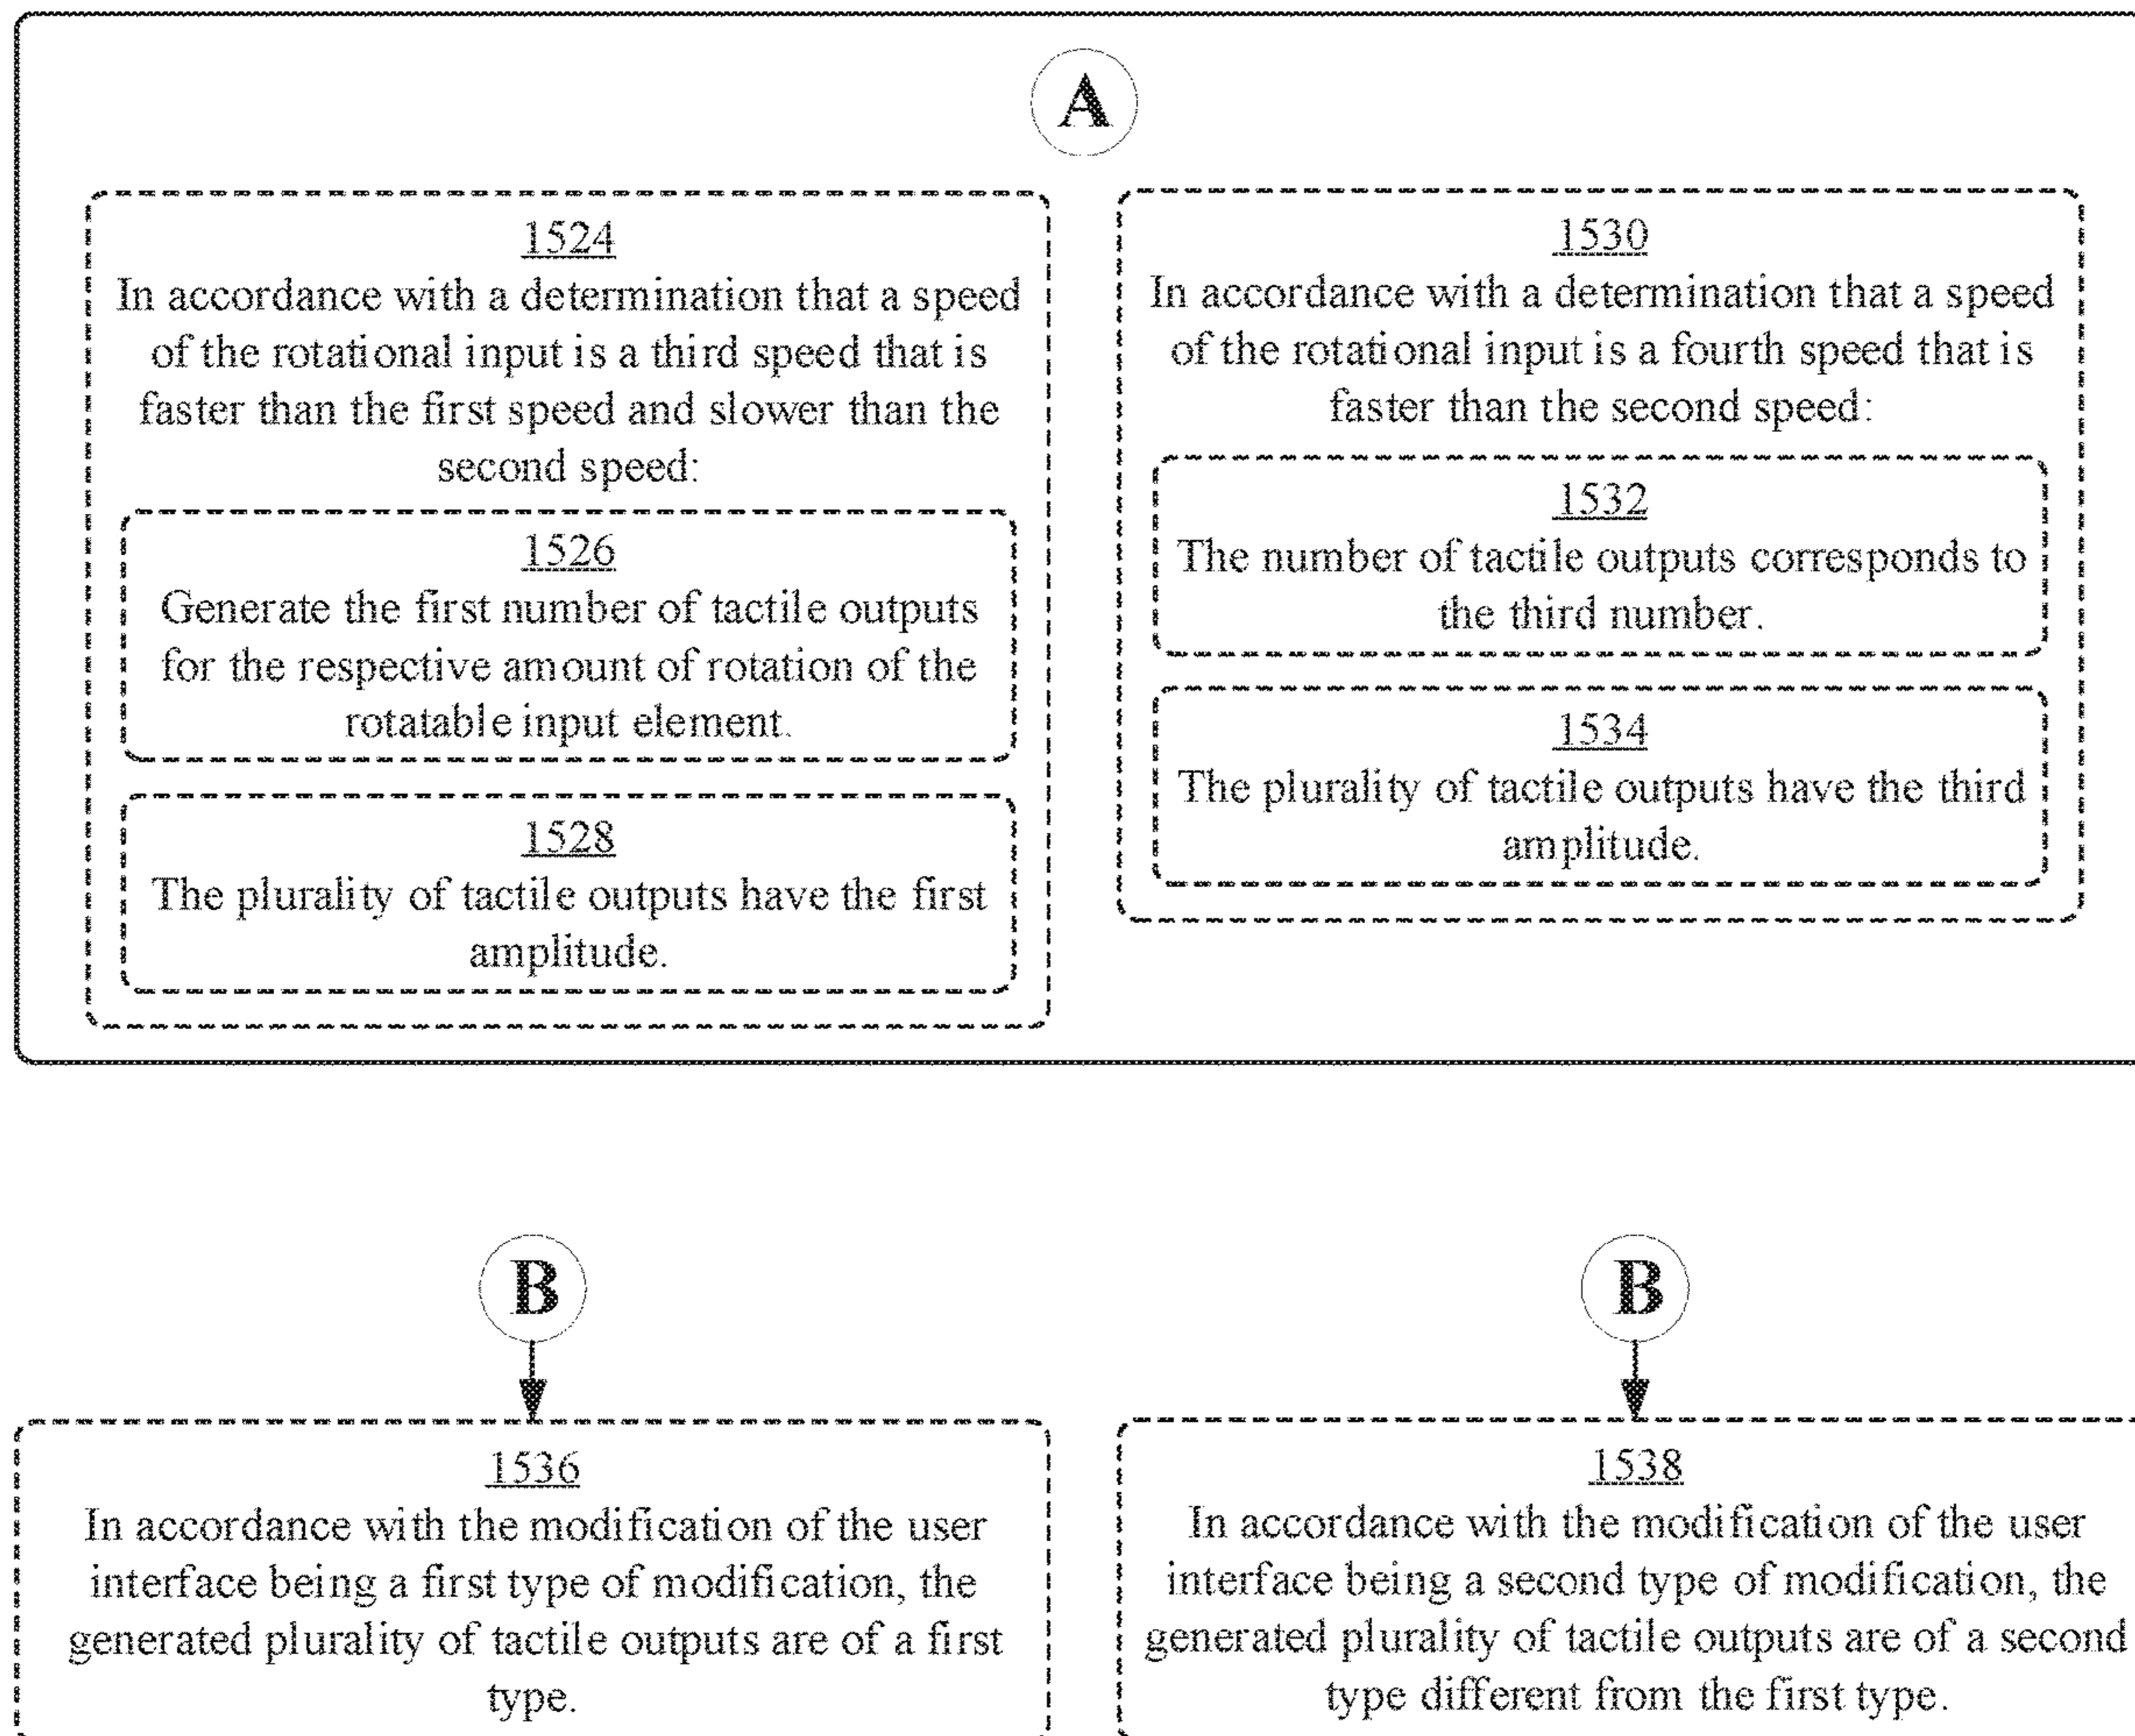 A
1524
In accordance with a determination that a speed
of the rotational input is a third speed that is
faster than the first speed and slower than the
second speed:
1526
Generate the first number of tactile outputs
for the respective amount of rotation of the
rotatable input element.
1528
The plurality of tactile outputs have the first
amplitude.
1530
In accordance with a determination that a speed
of the rotational input is a fourth speed that is
faster than the second speed:
1532
The number of tactile outputs corresponds to
the third number.
1534
The plurality of tactile outputs have the third
amplitude.
B
1536
In accordance with the modification of the user
interface being a first type of modification, the
generated plurality of tactile outputs are of a first
type.
B
1538
In accordance with the modification of the user
interface being a second type of modification, the
generated plurality of tactile outputs are of a second
type different from the first type.